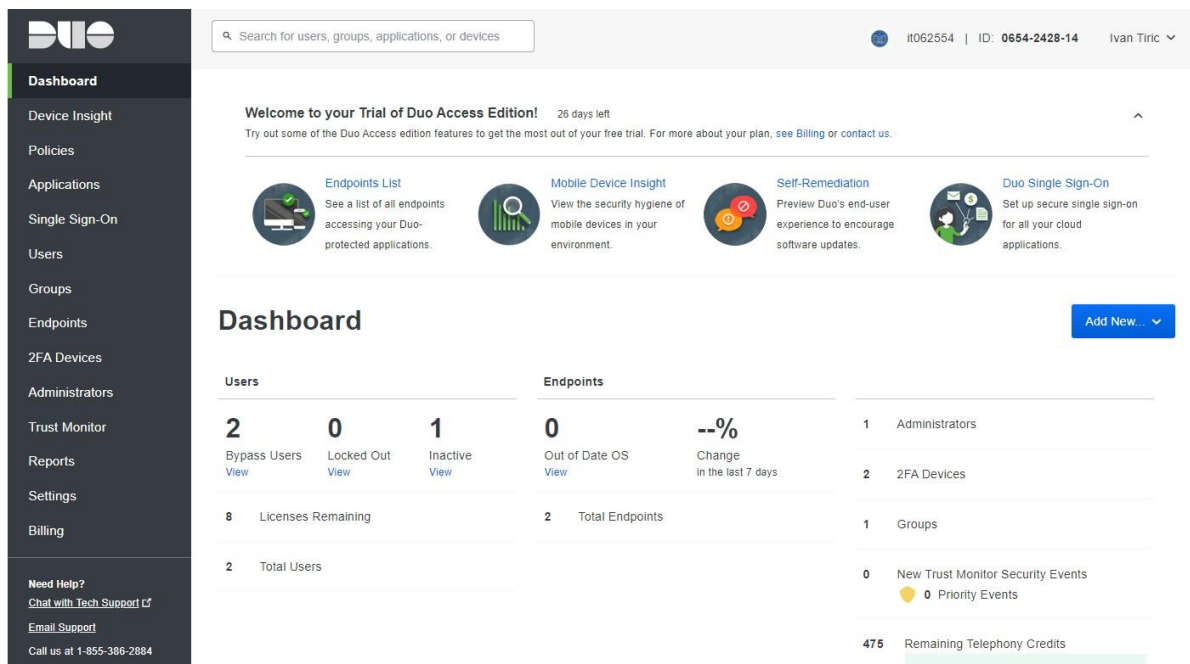 DUO
Search for users, groups, applications, or devices
it062554 | ID: 0654-2428-14
Ivan Tiric
Dashboard
Device Insight
Policies
Applications
Single Sign-On
Users
Groups
Endpoints
2FA Devices
Administrators
Trust Monitor
Reports
Settings
Billing
Need Help?
Chat with Tech Support
Email Support
Call us at 1-855-386-2884
Welcome to your Trial of Duo Access Edition! 26 days left
Try out some of the Duo Access edition features to get the most out of your free trial. For more about your plan, see Billing or contact us.
Endpoints List
See a list of all endpoints
accessing your Duo-
protected applications.
Mobile Device Insight
View the security hygiene of
mobile devices in your
environment.
Self-Remediation
Preview Duo's end-user
experience to encourage
software updates.
Duo Single Sign-On
Set up secure single sign-on
for all your cloud
applications.
Dashboard
Add New...
Users
2
Bypass Users
View
0
Locked Out
View
1
Inactive
View
8 Licenses Remaining
2 Total Users
Endpoints
0
Out of Date OS
View
--%
Change
in the last 7 days
2 Total Endpoints
1 Administrators
2 2FA Devices
1 Groups
0 New Trust Monitor Security Events
0 Priority Events
475 Remaining Telephony Credits